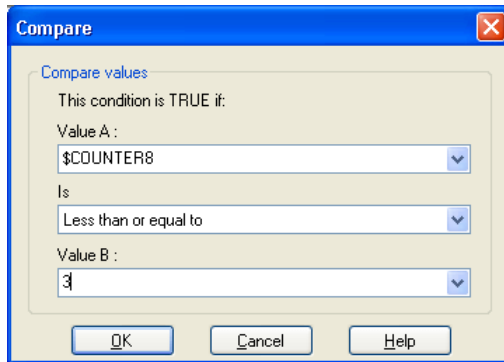 Compare
Compare values
This condition is TRUE if:
Value A :
$COUNTER8
Is
Less than or equal to
Value B :
3
OK Cancel Help